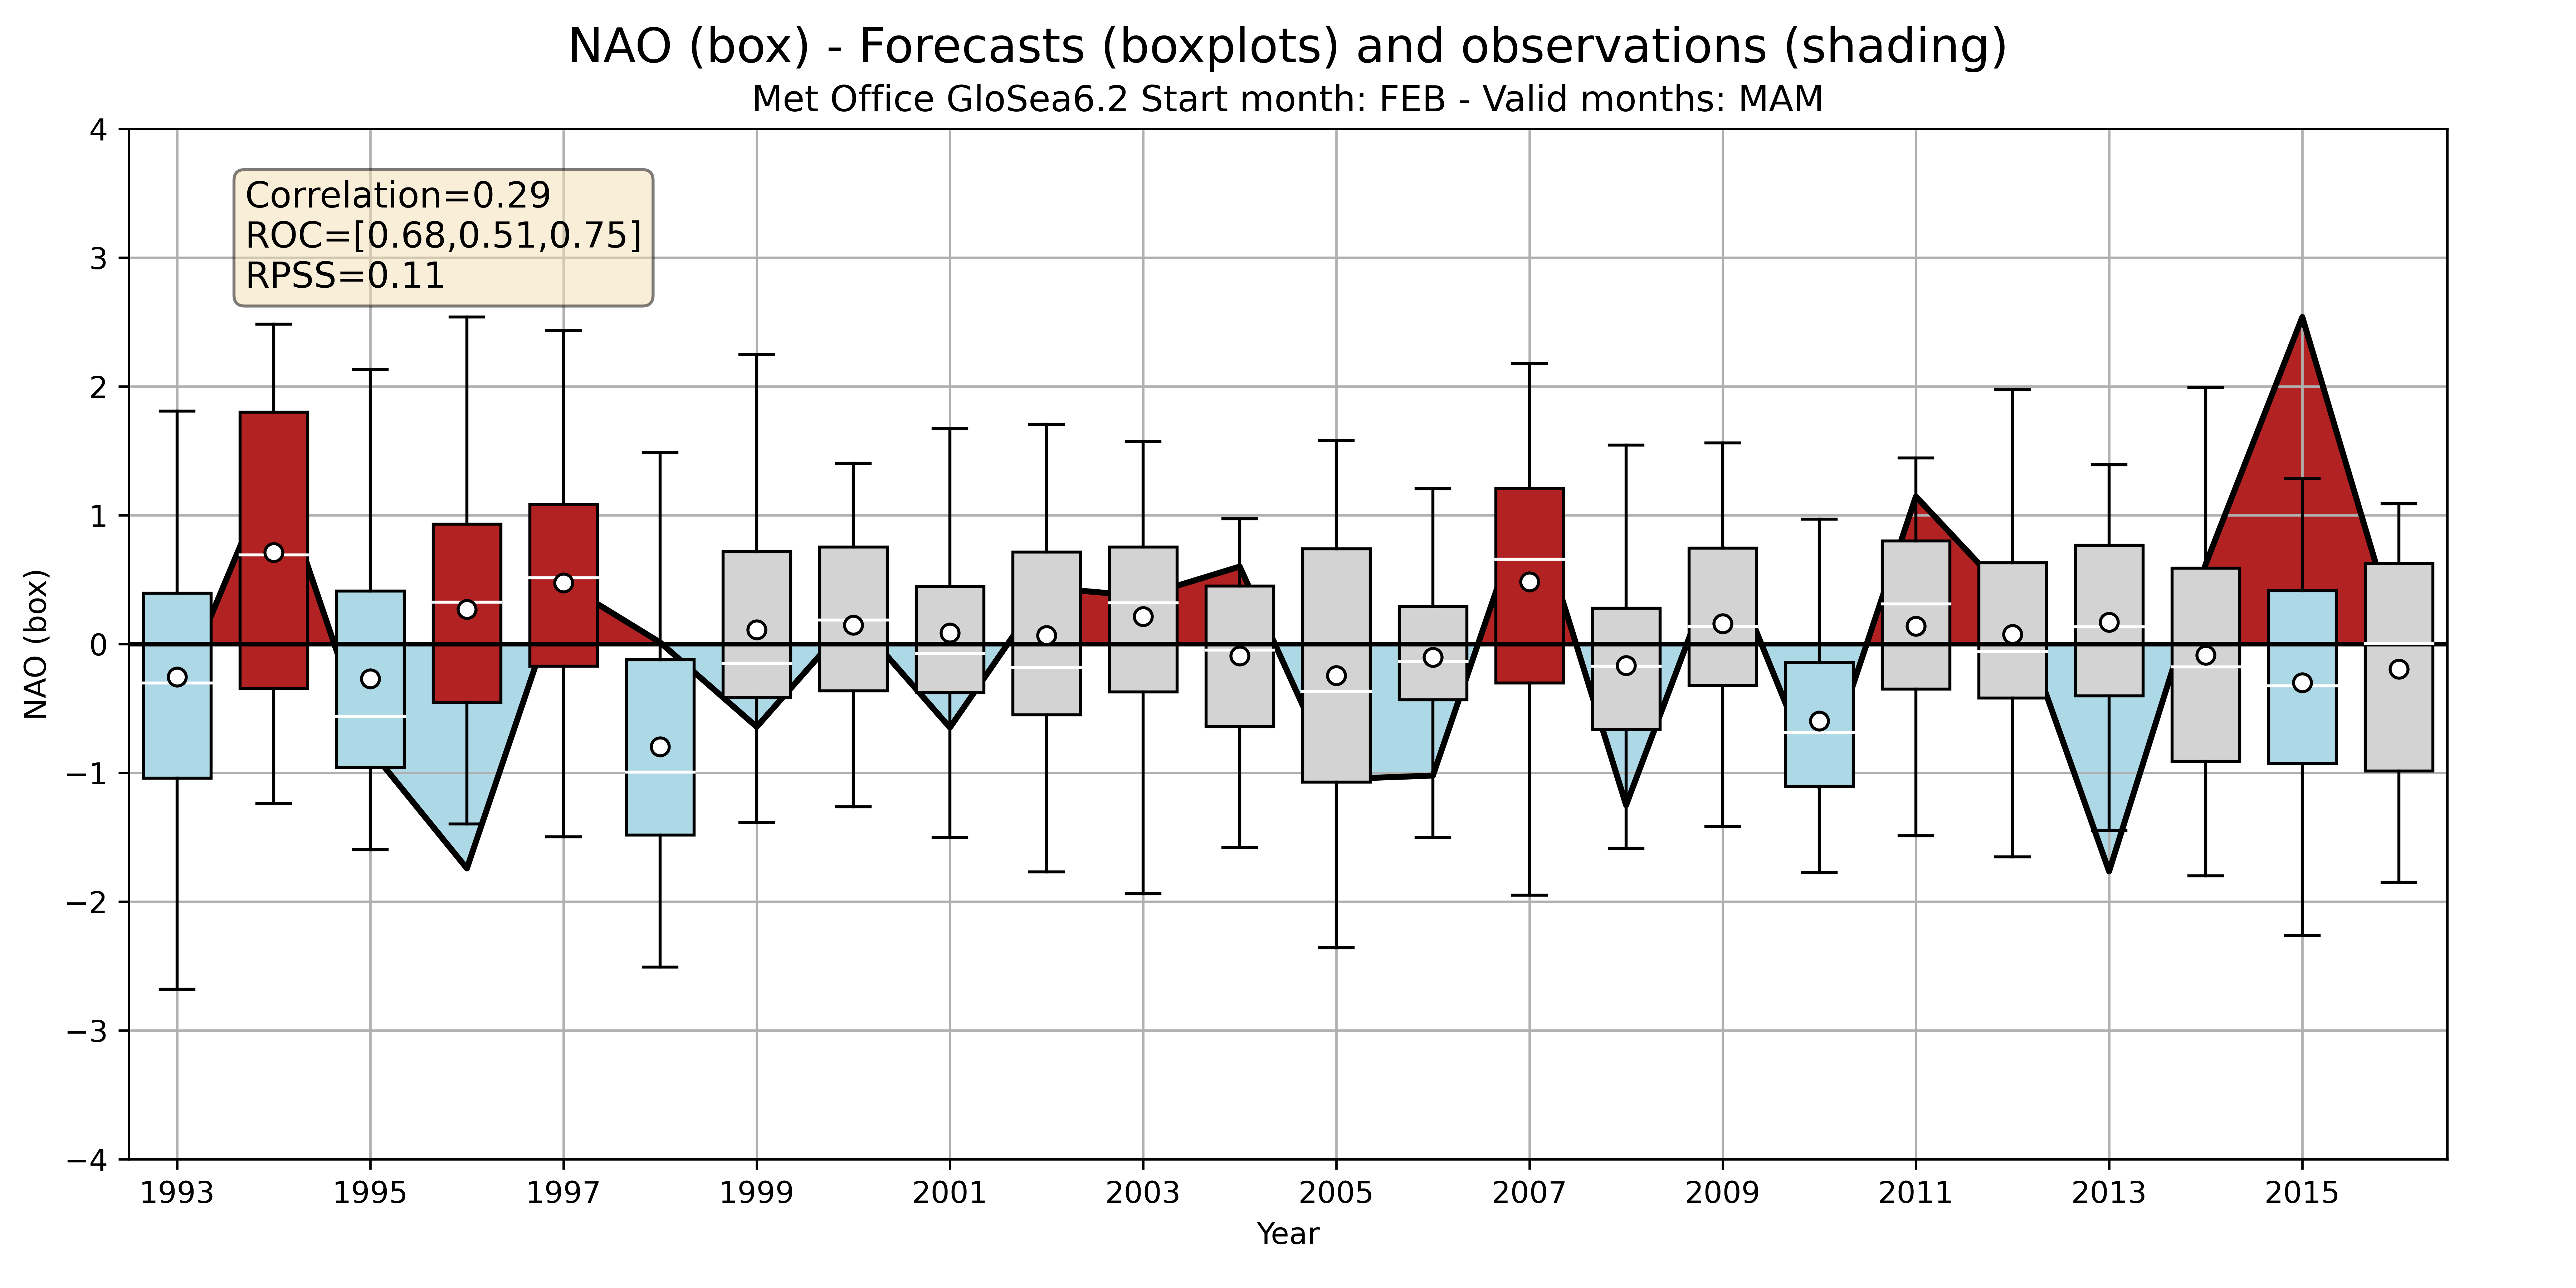 NAO (box) - Forecasts (boxplots) and observations (shading)
Met Office GloSea6.2 Start month: FEB - Valid months: MAM
Correlation=0.29
ROC=[0.68,0.51,0.75]
RPSS=0.11
NAO (box)
4
3
2
1
0
−1
−2
−3
−4
1993 1995 1997 1999 2001 2003 2005 2007 2009 2011 2013 2015
Year